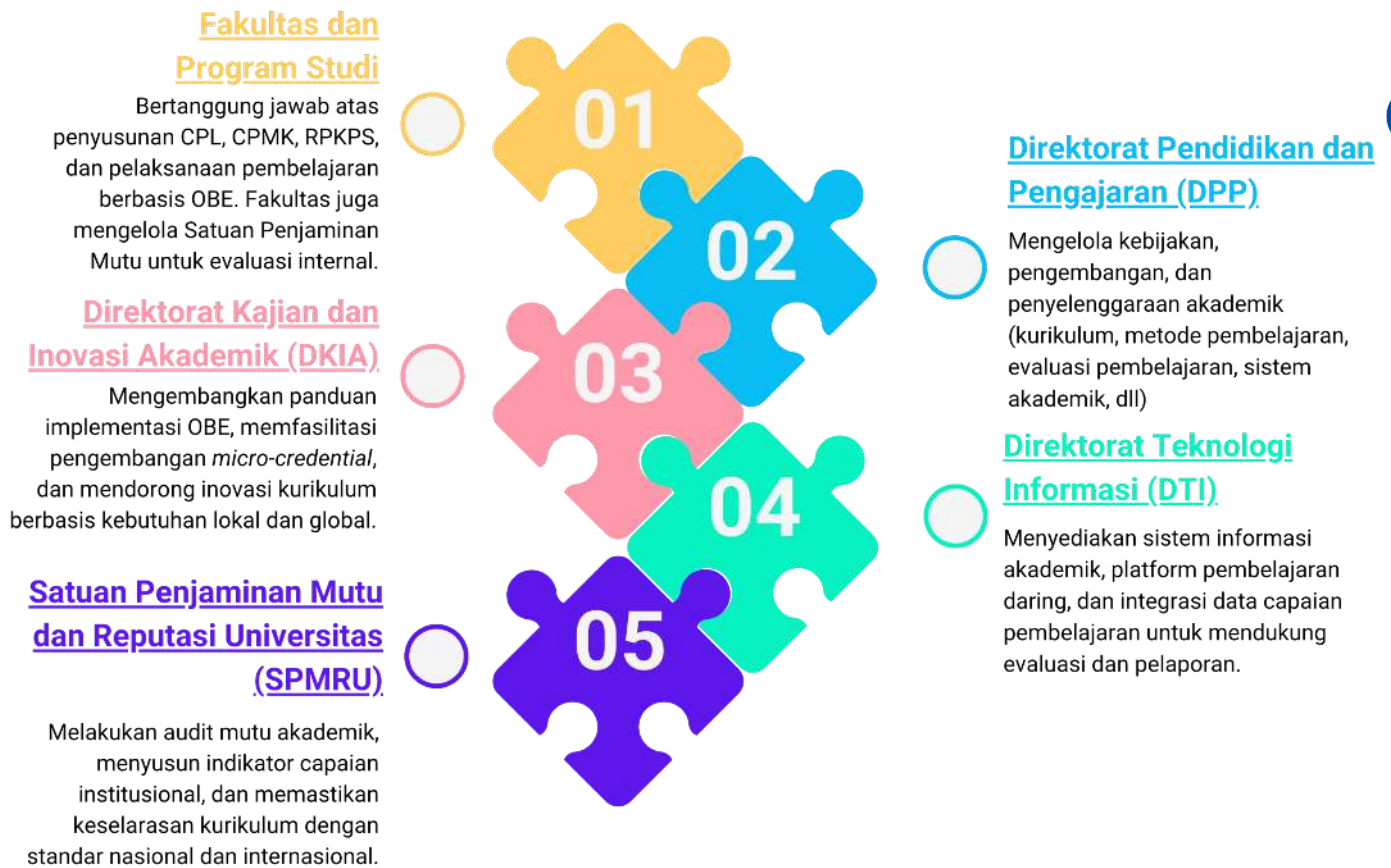 Fakultas dan
Program Studi
Bertanggung jawab atas
penyusunan CPL, CPMK, RPKPS,
dan pelaksanaan pembelajaran
berbasis OBE. Fakultas juga
mengelola Satuan Penjaminan
Mutu untuk evaluasi internal.
01
Direktorat Pendidikan dan
Pengajaran (DPP)
Mengelola kebijakan,
pengembangan, dan
penyelenggaraan akademik
(kurikulum, metode pembelajaran,
evaluasi pembelajaran, sistem
akademik, dll)
02
Direktorat Kajian dan
Inovasi Akademik (DKIA)
Mengembangkan panduan
implementasi OBE, memfasilitasi
pengembangan micro-credential,
dan mendorong inovasi kurikulum
berbasis kebutuhan lokal dan global.
03
Direktorat Teknologi
Informasi (DTI)
Menyediakan sistem informasi
akademik, platform pembelajaran
daring, dan integrasi data capaian
pembelajaran untuk mendukung
evaluasi dan pelaporan.
04
Satuan Penjaminan Mutu
dan Reputasi Universitas
(SPMRU)
Melakukan audit mutu akademik,
menyusun indikator capaian
institusional, dan memastikan
keselarasan kurikulum dengan
standar nasional dan internasional.
05